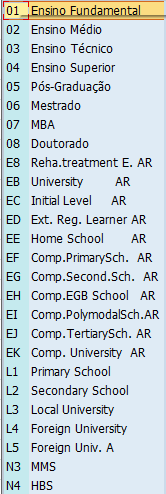 01 Ensino Fundamental
02 Ensino Médio
03 Ensino Técnico
04 Ensino Superior
05 Pós-Graduação
06 Mestrado
07 MBA
08 Doutorado
E8 Reha.treatment E. AR
EB University AR
EC Initial Level AR
ED Ext. Reg. Learner AR
EE Home School AR
EF Comp.PrimarySch. AR
EG Comp.Second.Sch. AR
EH Comp.EGB School AR
EI Comp.PolymodalSch.AR
EJ Comp.TertiarySch. AR
EK Comp. University AR
L1 Primary School
L2 Secondary School
L3 Local University
L4 Foreign University
L5 Foreign Univ. A
N3 MMS
N4 HBS